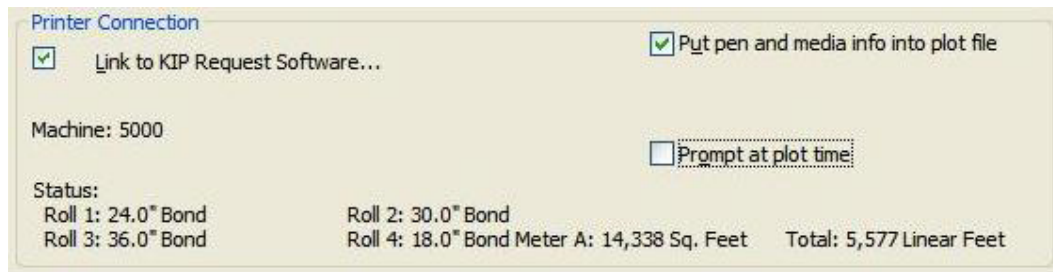 Printer Connection
Link to KIP Request Software...
Put pen and media info into plot file
Machine: 5000
Prompt at plot time
Status:
Roll 1: 24.0" Bond Roll 2: 30.0" Bond
Roll 3: 36.0" Bond Roll 4: 18.0" Bond Meter A: 14,338 Sq. Feet Total: 5,577 Linear Feet